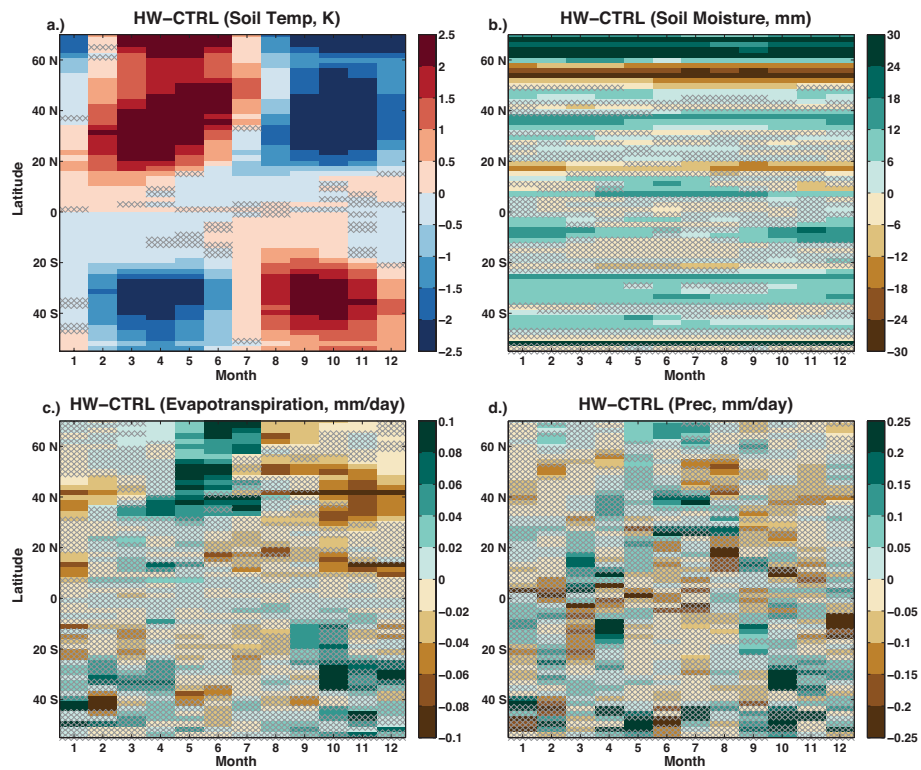 a.) HW−CTRL (Soil Temp, K)
2.5
2
1.5
1
0.5
0
−0.5
−1
−1.5
−2
−2.5
60 N
40 N
20 N
0
20 S
40 S
Latitude
1 2 3 4 5 6 7 8 9 10 11 12
Month
b.) HW−CTRL (Soil Moisture, mm)
30
24
18
12
6
0
−6
−12
−18
−24
−30
60 N
40 N
20 N
0
20 S
40 S
1 2 3 4 5 6 7 8 9 10 11 12
Month
c.) HW−CTRL (Evapotranspiration, mm/day)
0.1
0.08
0.06
0.04
0.02
0
−0.02
−0.04
−0.06
−0.08
−0.1
60 N
40 N
20 N
0
20 S
40 S
Latitude
1 2 3 4 5 6 7 8 9 10 11 12
Month
d.) HW−CTRL (Prec, mm/day)
0.25
0.2
0.15
0.1
0.05
0
−0.05
−0.1
−0.15
−0.2
−0.25
60 N
40 N
20 N
0
20 S
40 S
1 2 3 4 5 6 7 8 9 10 11 12
Month